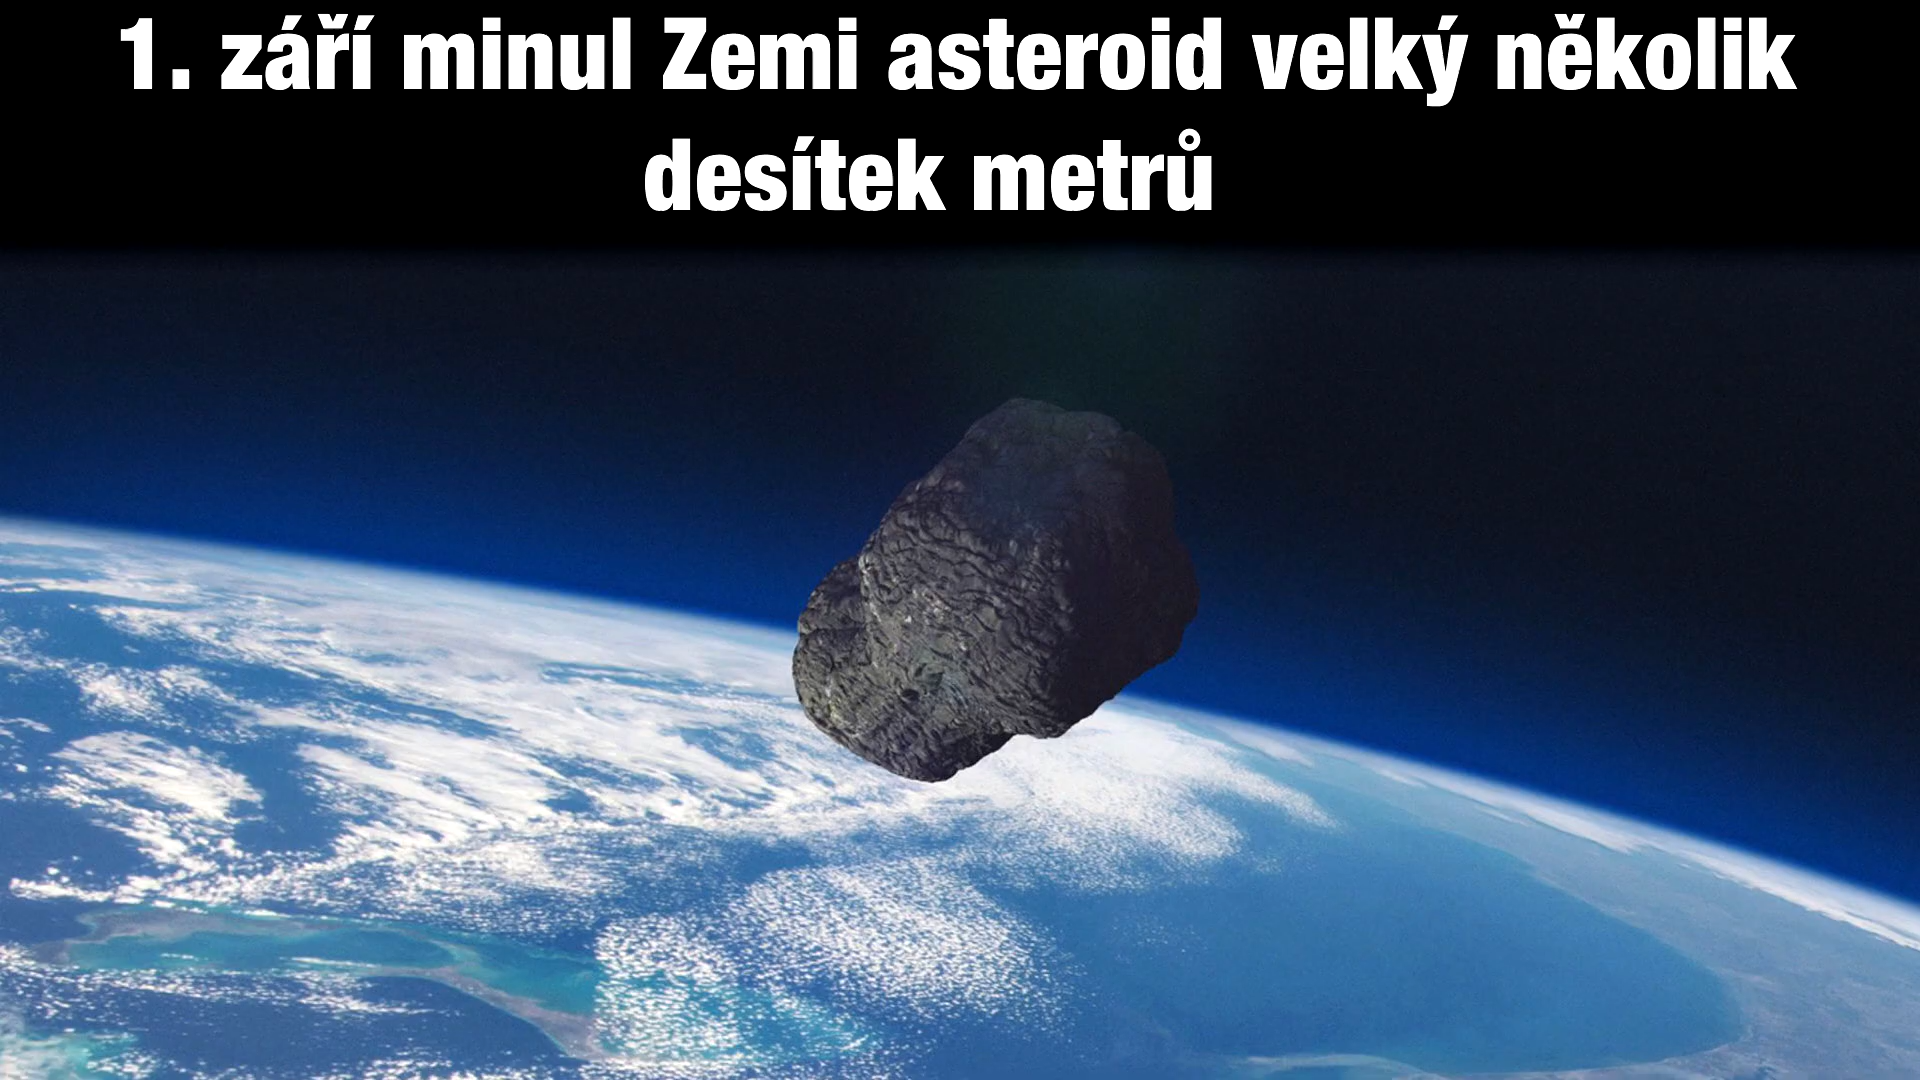 1. září minul Zemi asteroid velký několik
desítek metrů